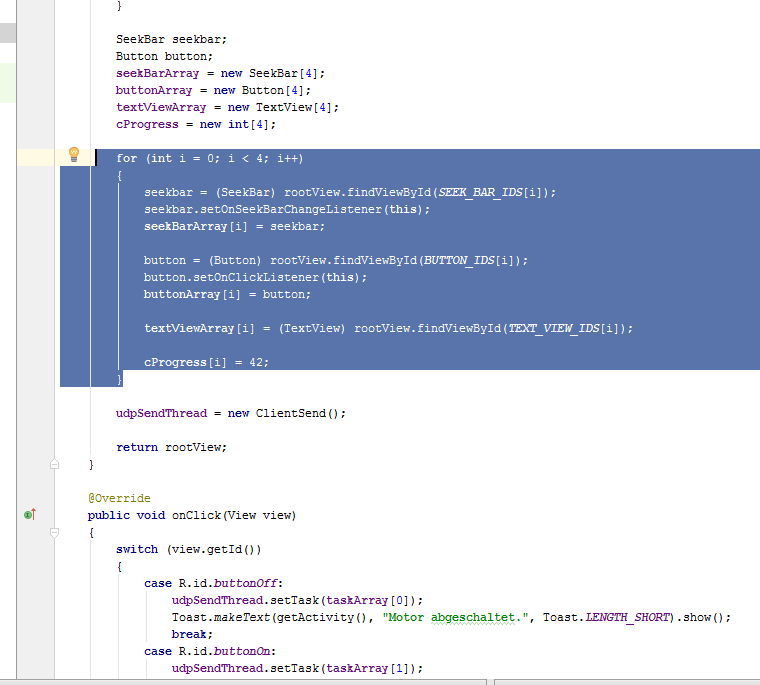 }
SeekBar seekbar;
Button button;
seekBarArray = new SeekBar[4];
buttonArray = new Button[4];
textViewArray = new TextView[4];
cProgress = new int[4];
for (int i = 0; i < 4; i++)
{
seekbar = (SeekBar) rootView.findViewById(SEEK_BAR_IDS[i]);
seekbar.setOnSeekBarChangeListener(this);
seekBarArray[i] = seekbar;
button = (Button) rootView.findViewById(BUTTON_IDS[i]);
button.setOnClickListener(this);
buttonArray[i] = button;
textViewArray[i] = (TextView) rootView.findViewById(TEXT_VIEW_IDS[i]);
cProgress[i] = 42;
}
udpSendThread = new ClientSend();
return rootView;
}
@Override
public void onClick(View view)
{
switch (view.getId())
{
case R.id.buttonOff:
udpSendThread.setTask(taskArray[0]);
Toast.makeText(getActivity(), "Motor abgeschaltet.", Toast.LENGTH_SHORT).show();
break;
case R.id.buttonOn:
udpSendThread.setTask(taskArray[1]);